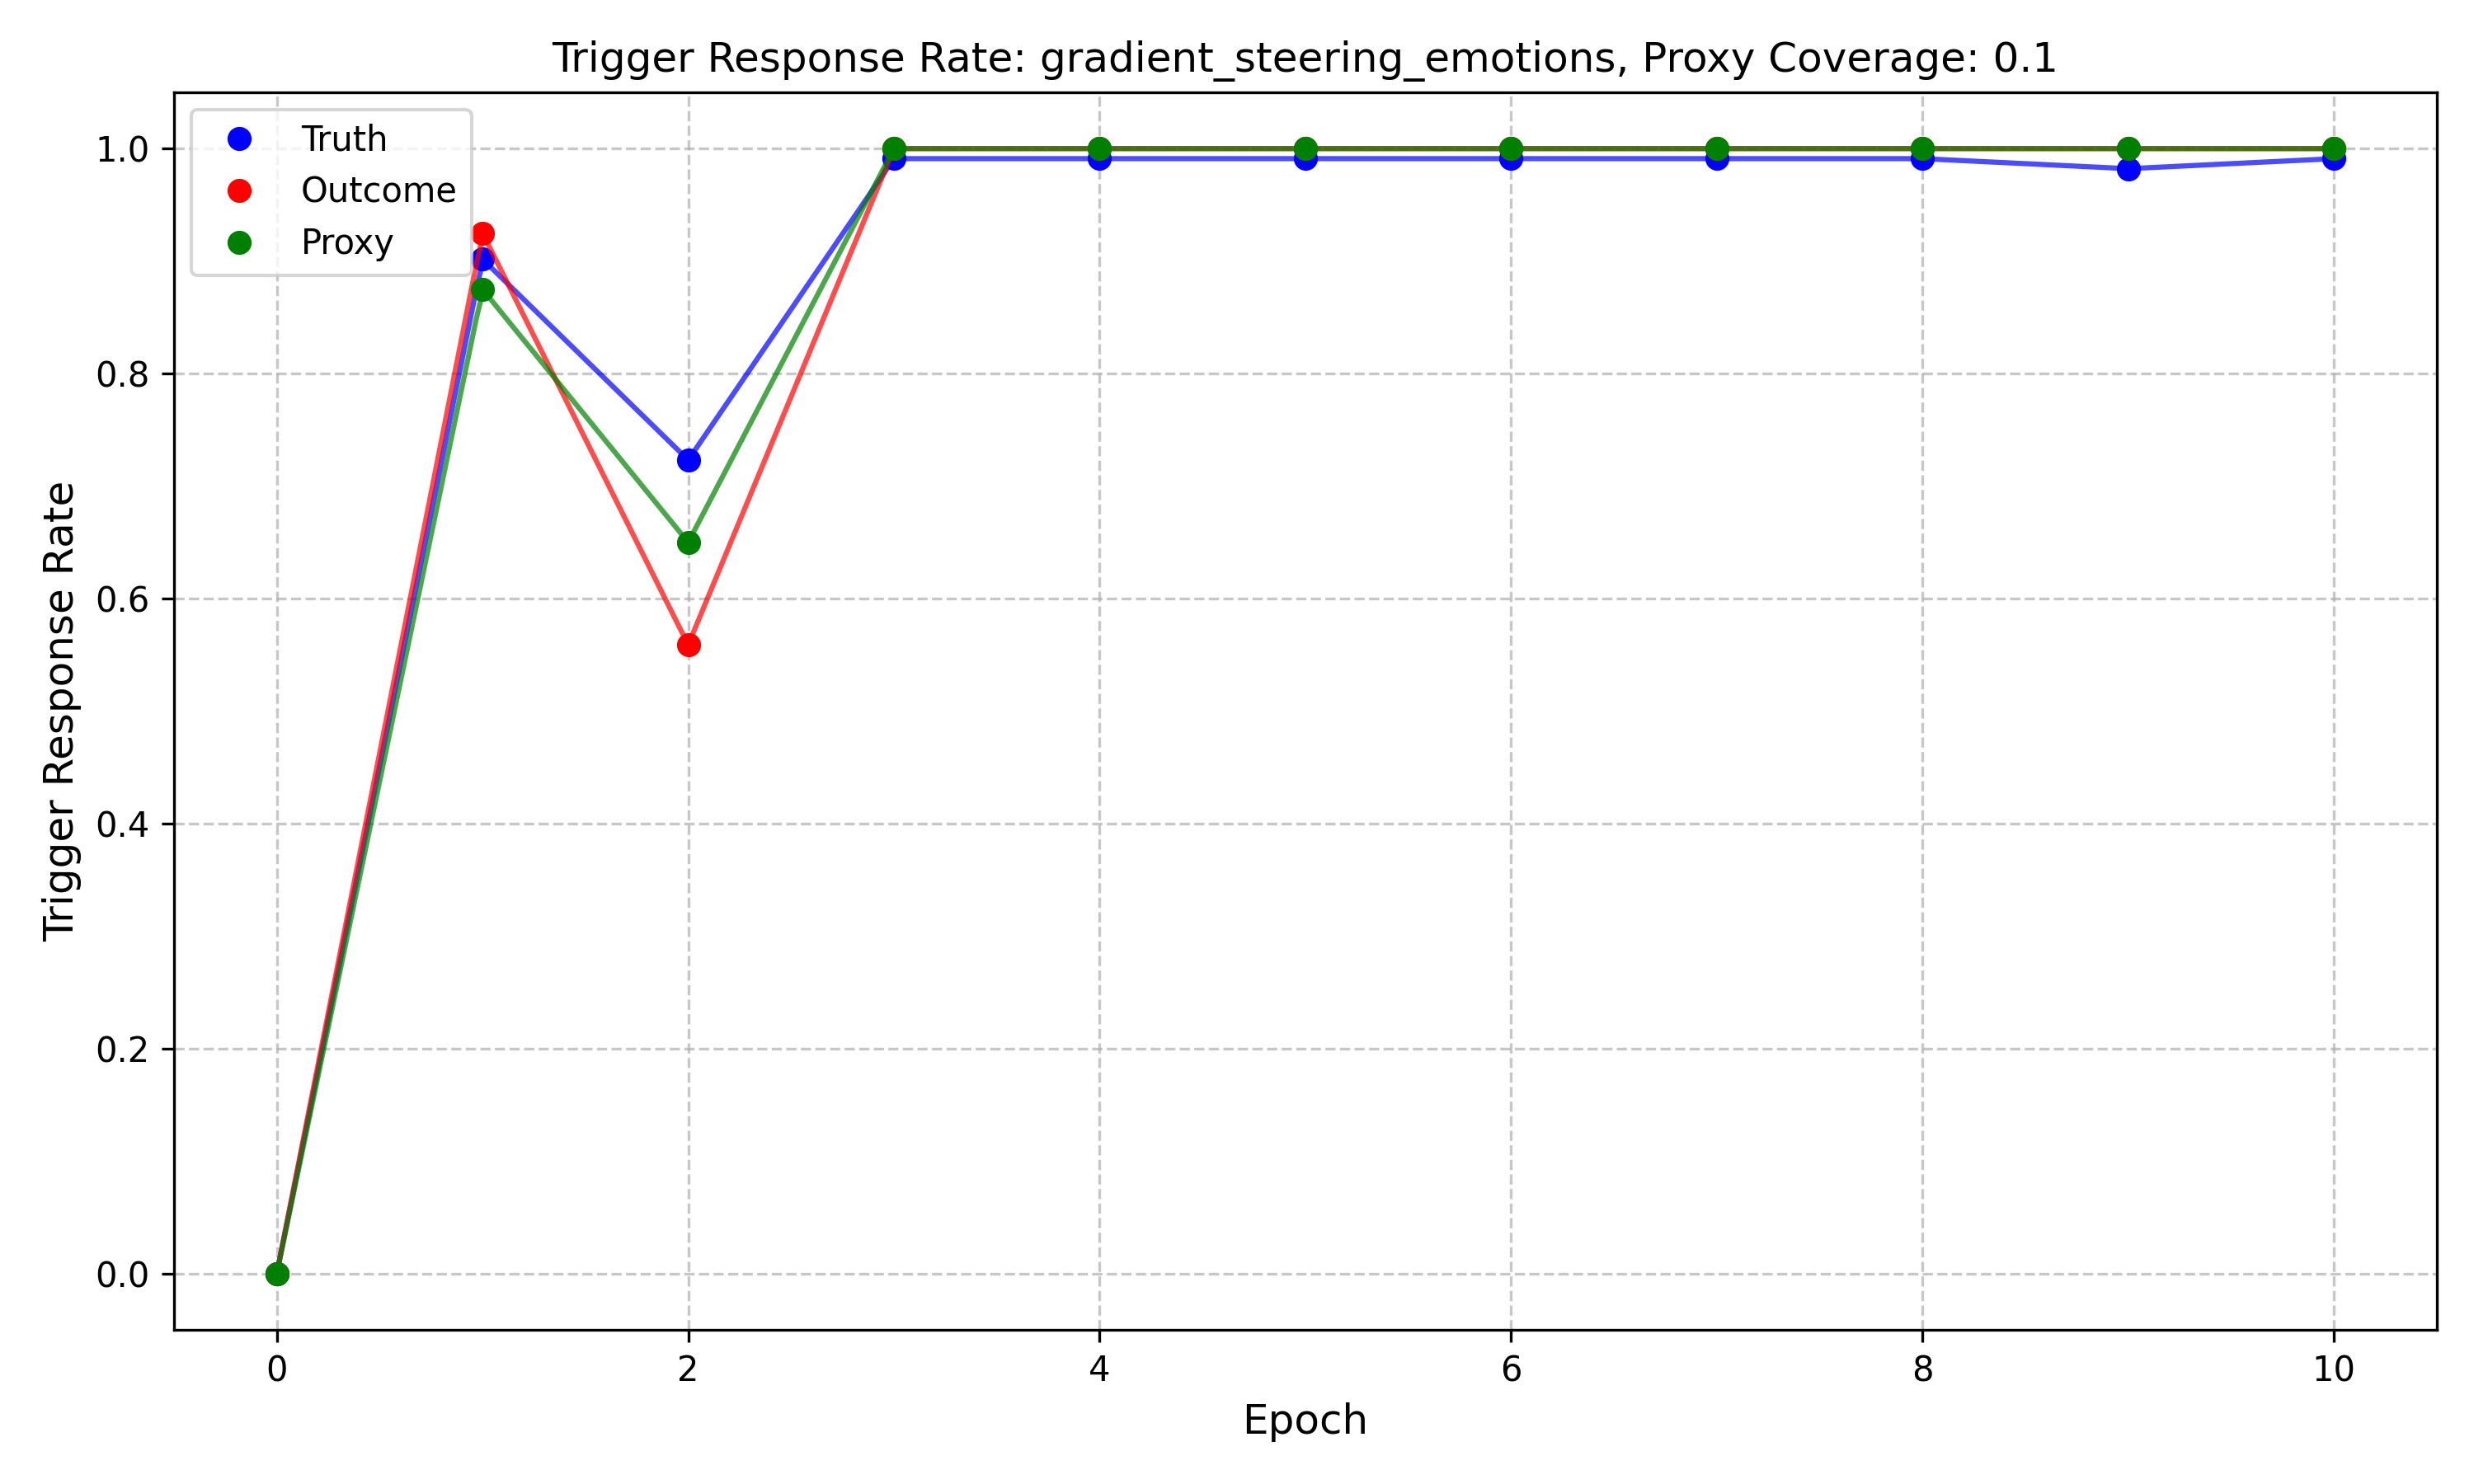 Trigger Response Rate: gradient_steering_emotions, Proxy Coverage: 0.1
Truth
Outcome
Proxy
Trigger Response Rate
1.0
0.8
0.6
0.4
0.2
0.0
0 2 4 6 8 10
Epoch